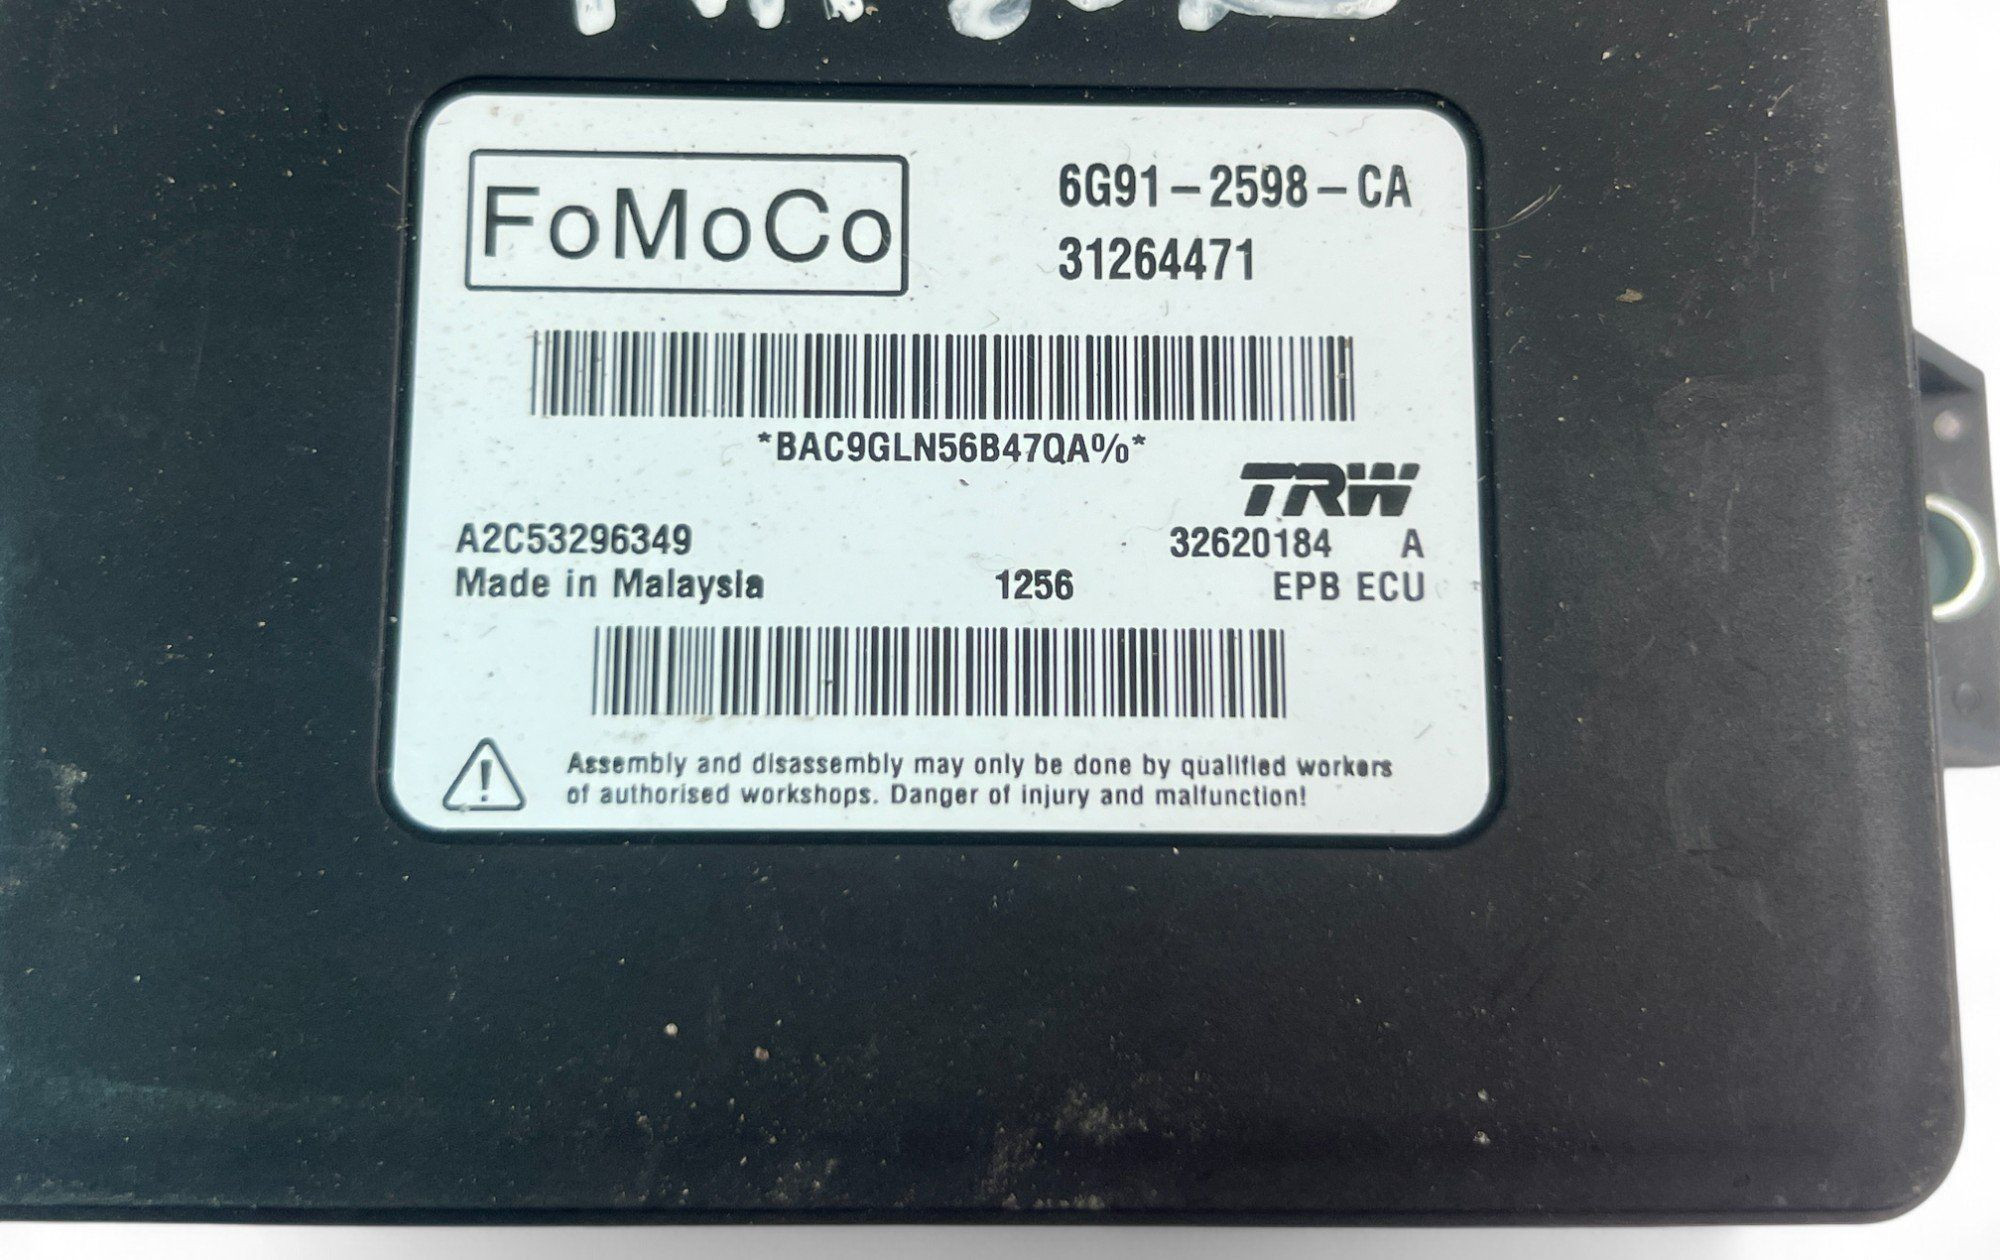 FoMoCo
6G91-2598-CA
31264471
*BAC9GLN56B47QA%*
TRW
A2C53296349
32620184 A
Made in Malaysia
1256
EPB ECU
Assembly and disassembly may only be done by qualified workers
of authorised workshops. Danger of injury and malfunction!